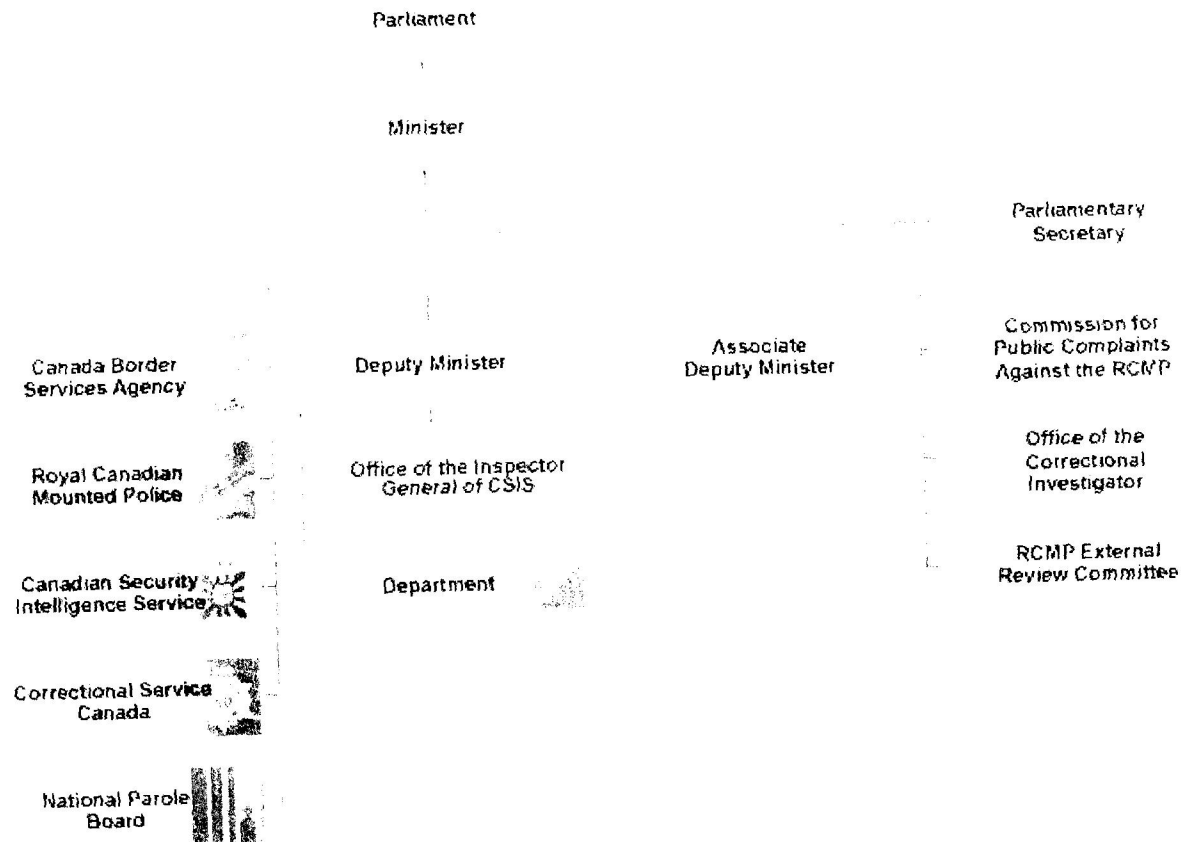 Parliament
Minister
Parliamentary
Secretary
Canada Border
Services Agency
Deputy Minister
Associate
Deputy Minister
Commission for
Public Complaints
Against the RCMP
Royal Canadian
Mounted Police
Office of the Inspector
General of CSIS
Office of the
Correctional
Investigator
Canadian Security
Intelligence Service
Department
RCMP External
Review Committee
Correctional Service
Canada
National Parole
Board